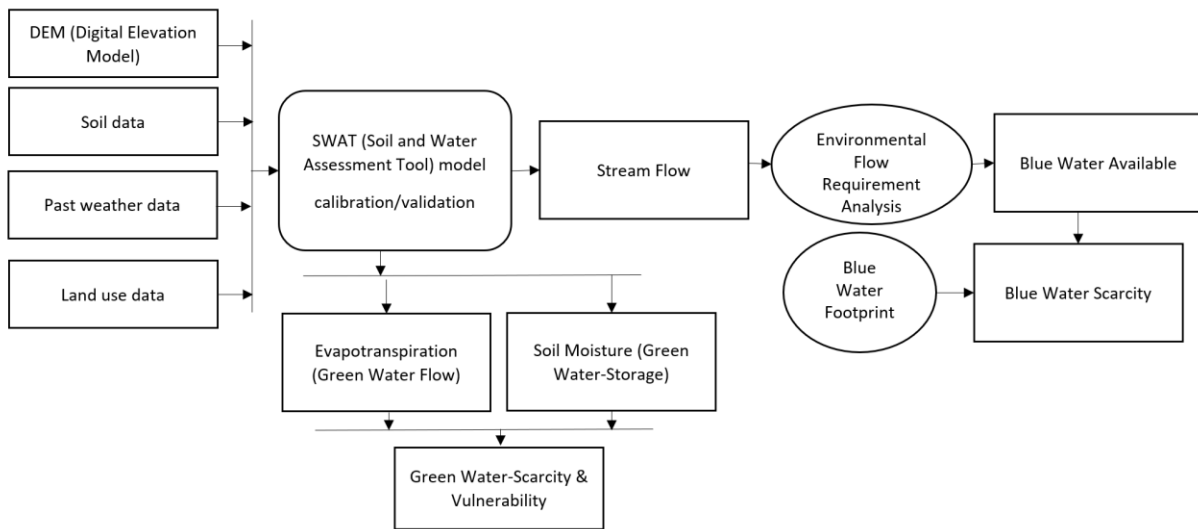 DEM (Digital Elevation
Model)
Soil data
Past weather data
Land use data
SWAT (Soil and Water
Assessment Tool) model
calibration/validation
Stream Flow
Environmental
Flow
Requirement
Analysis
Blue Water Available
Blue
Water
Footprint
Blue Water Scarcity
Evapotranspiration
(Green Water Flow)
Soil Moisture (Green
Water-Storage)
Green Water-Scarcity &
Vulnerability